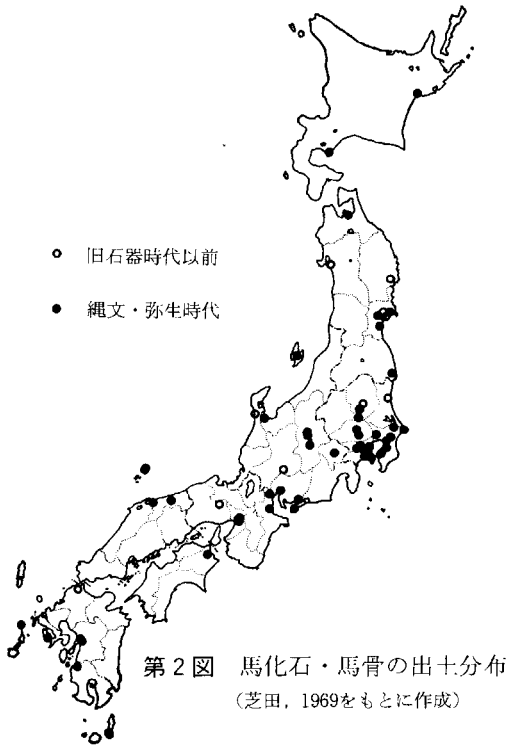 旧石器時代以前
縄文・弥生時代
第2図 馬化石・馬骨の出土分布
(芝田, 1969をもとに作成)